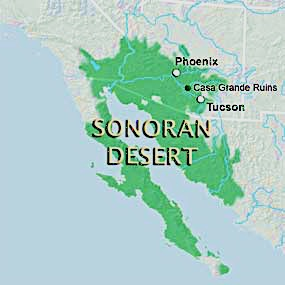 Phoenix
Casa Grande Ruins
Tucson
SONORAN
DESERT